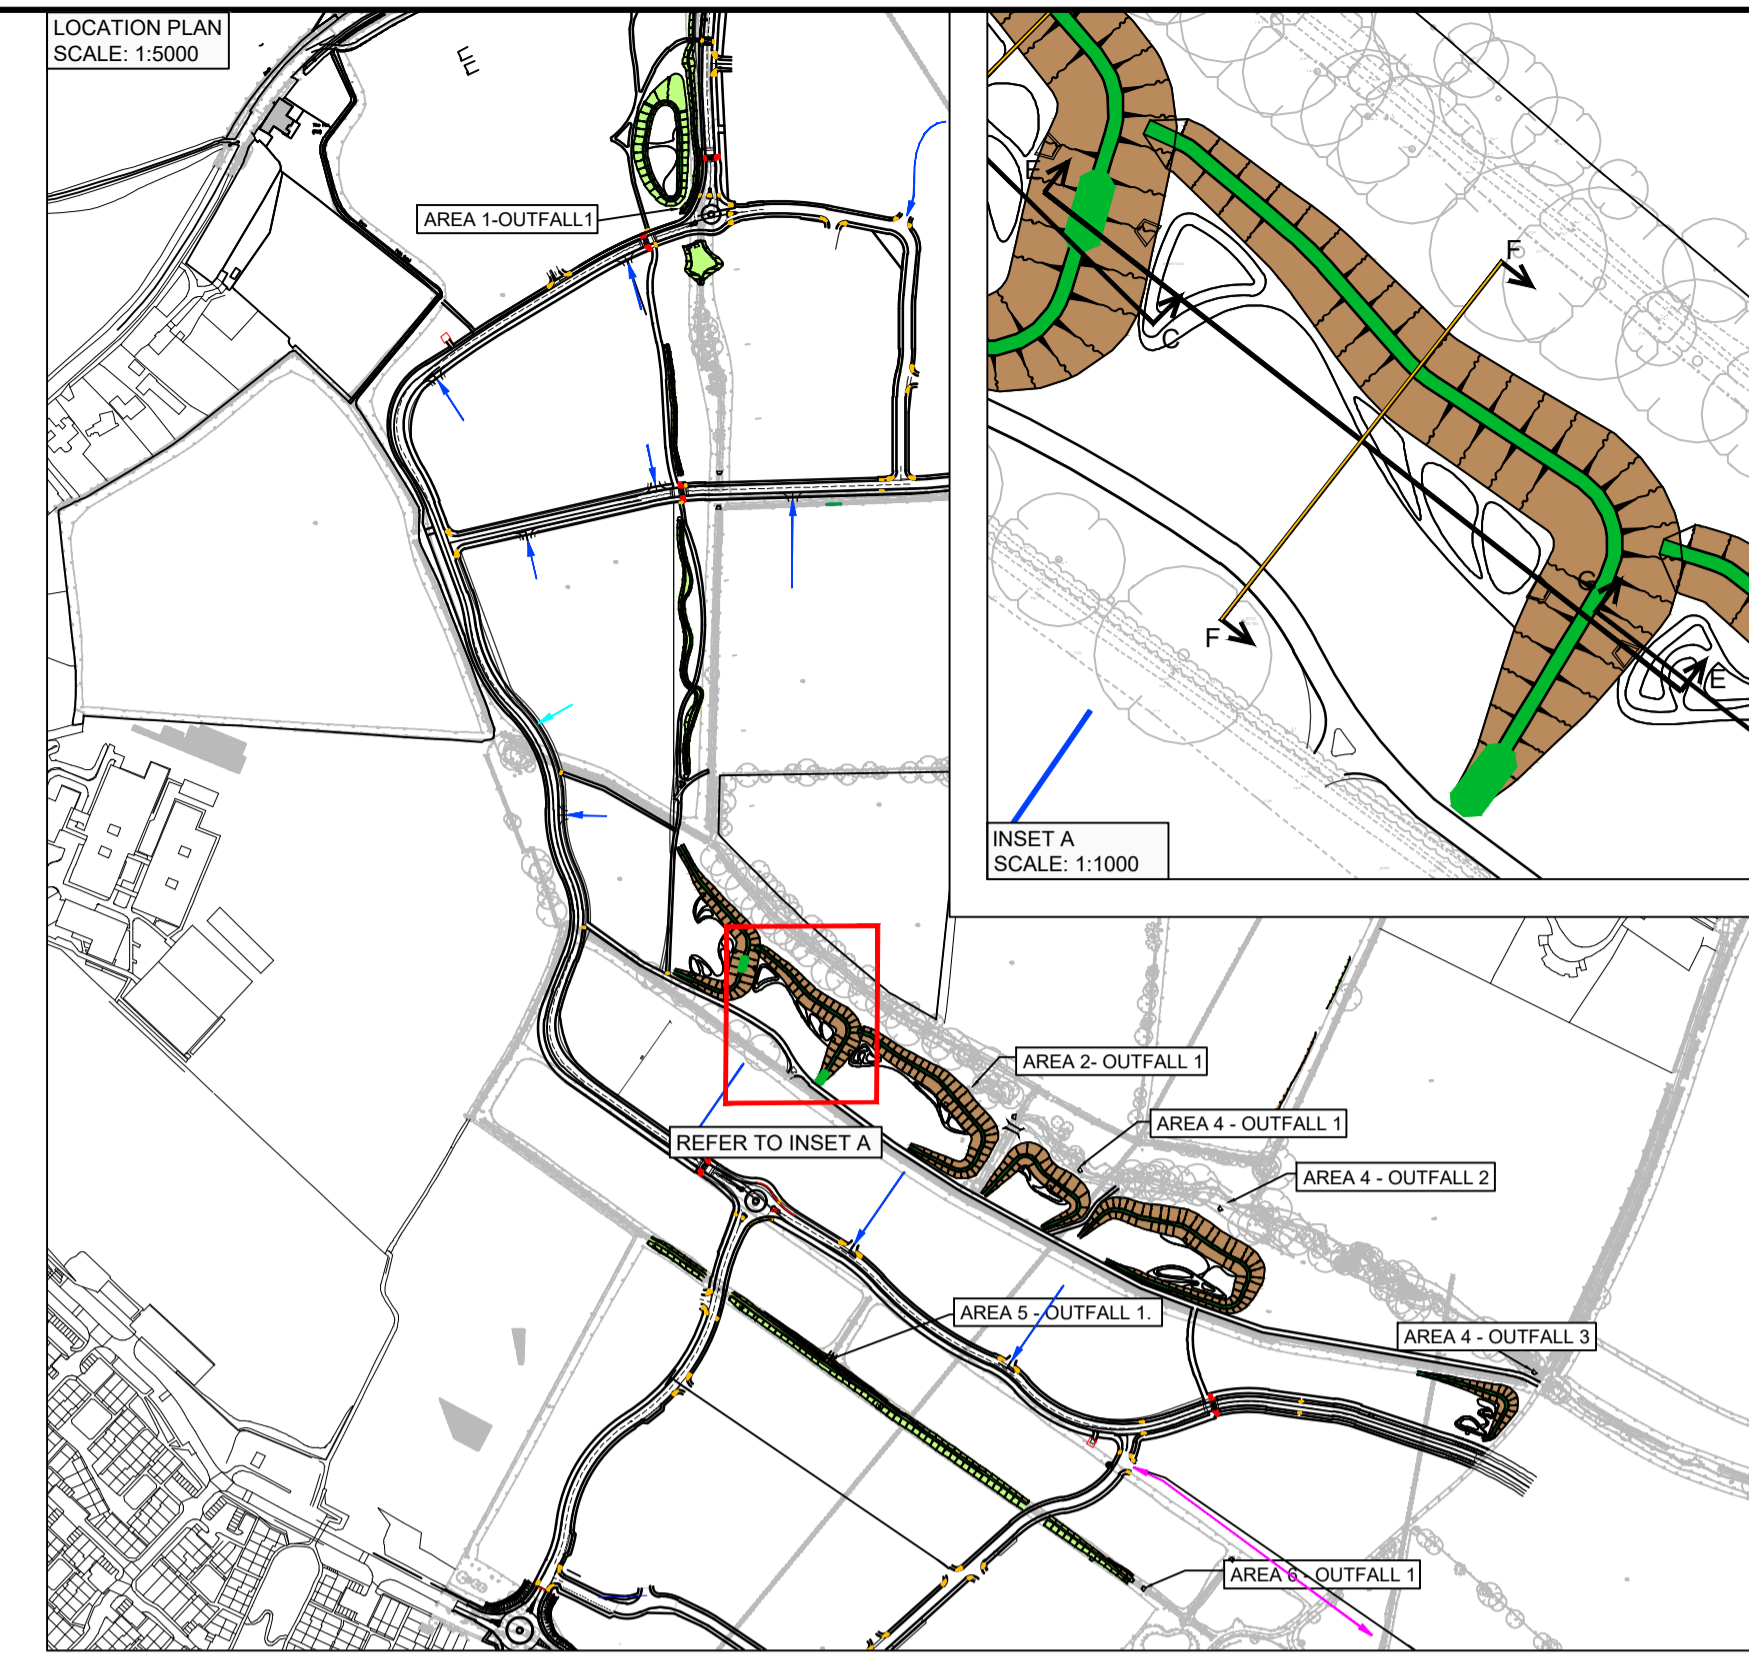 LOCATION PLAN
SCALE: 1:5000
AREA 1-OUTFALL1
E
C
F
F
C
E
INSET A
SCALE: 1:1000
AREA 2- OUTFALL 1
AREA 4 - OUTFALL 1
REFER TO INSET A
AREA 4 - OUTFALL 2
AREA 5 - OUTFALL 1.
AREA 4 - OUTFALL 3
AREA 6 - OUTFALL 1